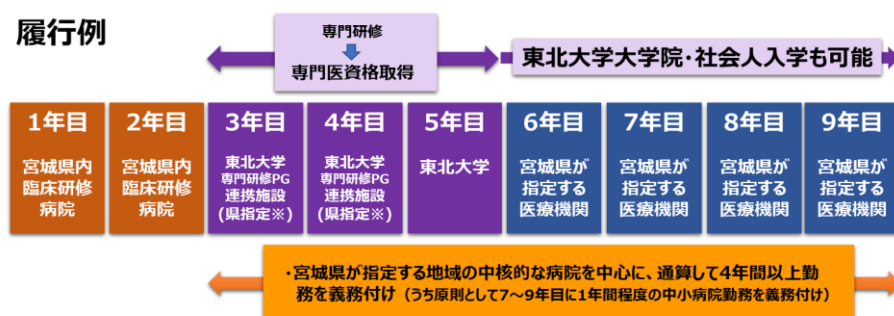 履行例
専門研修
専門医資格取得
東北大学大学院・社会人入学も可能
1年目
宮城県内
臨床研修
病院
2年目
宮城県内
臨床研修
病院
3年目
東北大学
専門研修PG
連携施設
(県指定※)
4年目
東北大学
専門研修PG
連携施設
(県指定※)
5年目
東北大学
6年目
宮城県が
指定する
医療機関
7年目
宮城県が
指定する
医療機関
8年目
宮城県が
指定する
医療機関
9年目
宮城県が
指定する
医療機関
・宮城県が指定する地域の中核的な病院を中心に、通算して4年間以上勤
務を義務付け（うち原則として7～9年目に1年間程度の中小病院勤務を義務付け）